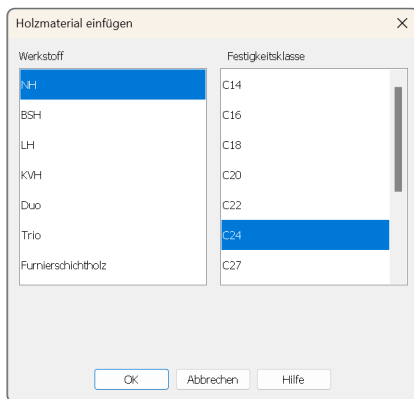 Holzmaterial einfügen
Werkstoff
NH
BSH
LH
KVH
Duo
Trio
Furnierschichtholz
Festigkeitsklasse
C14
C16
C18
C20
C22
C24
C27
OK
Abbrechen
Hilfe